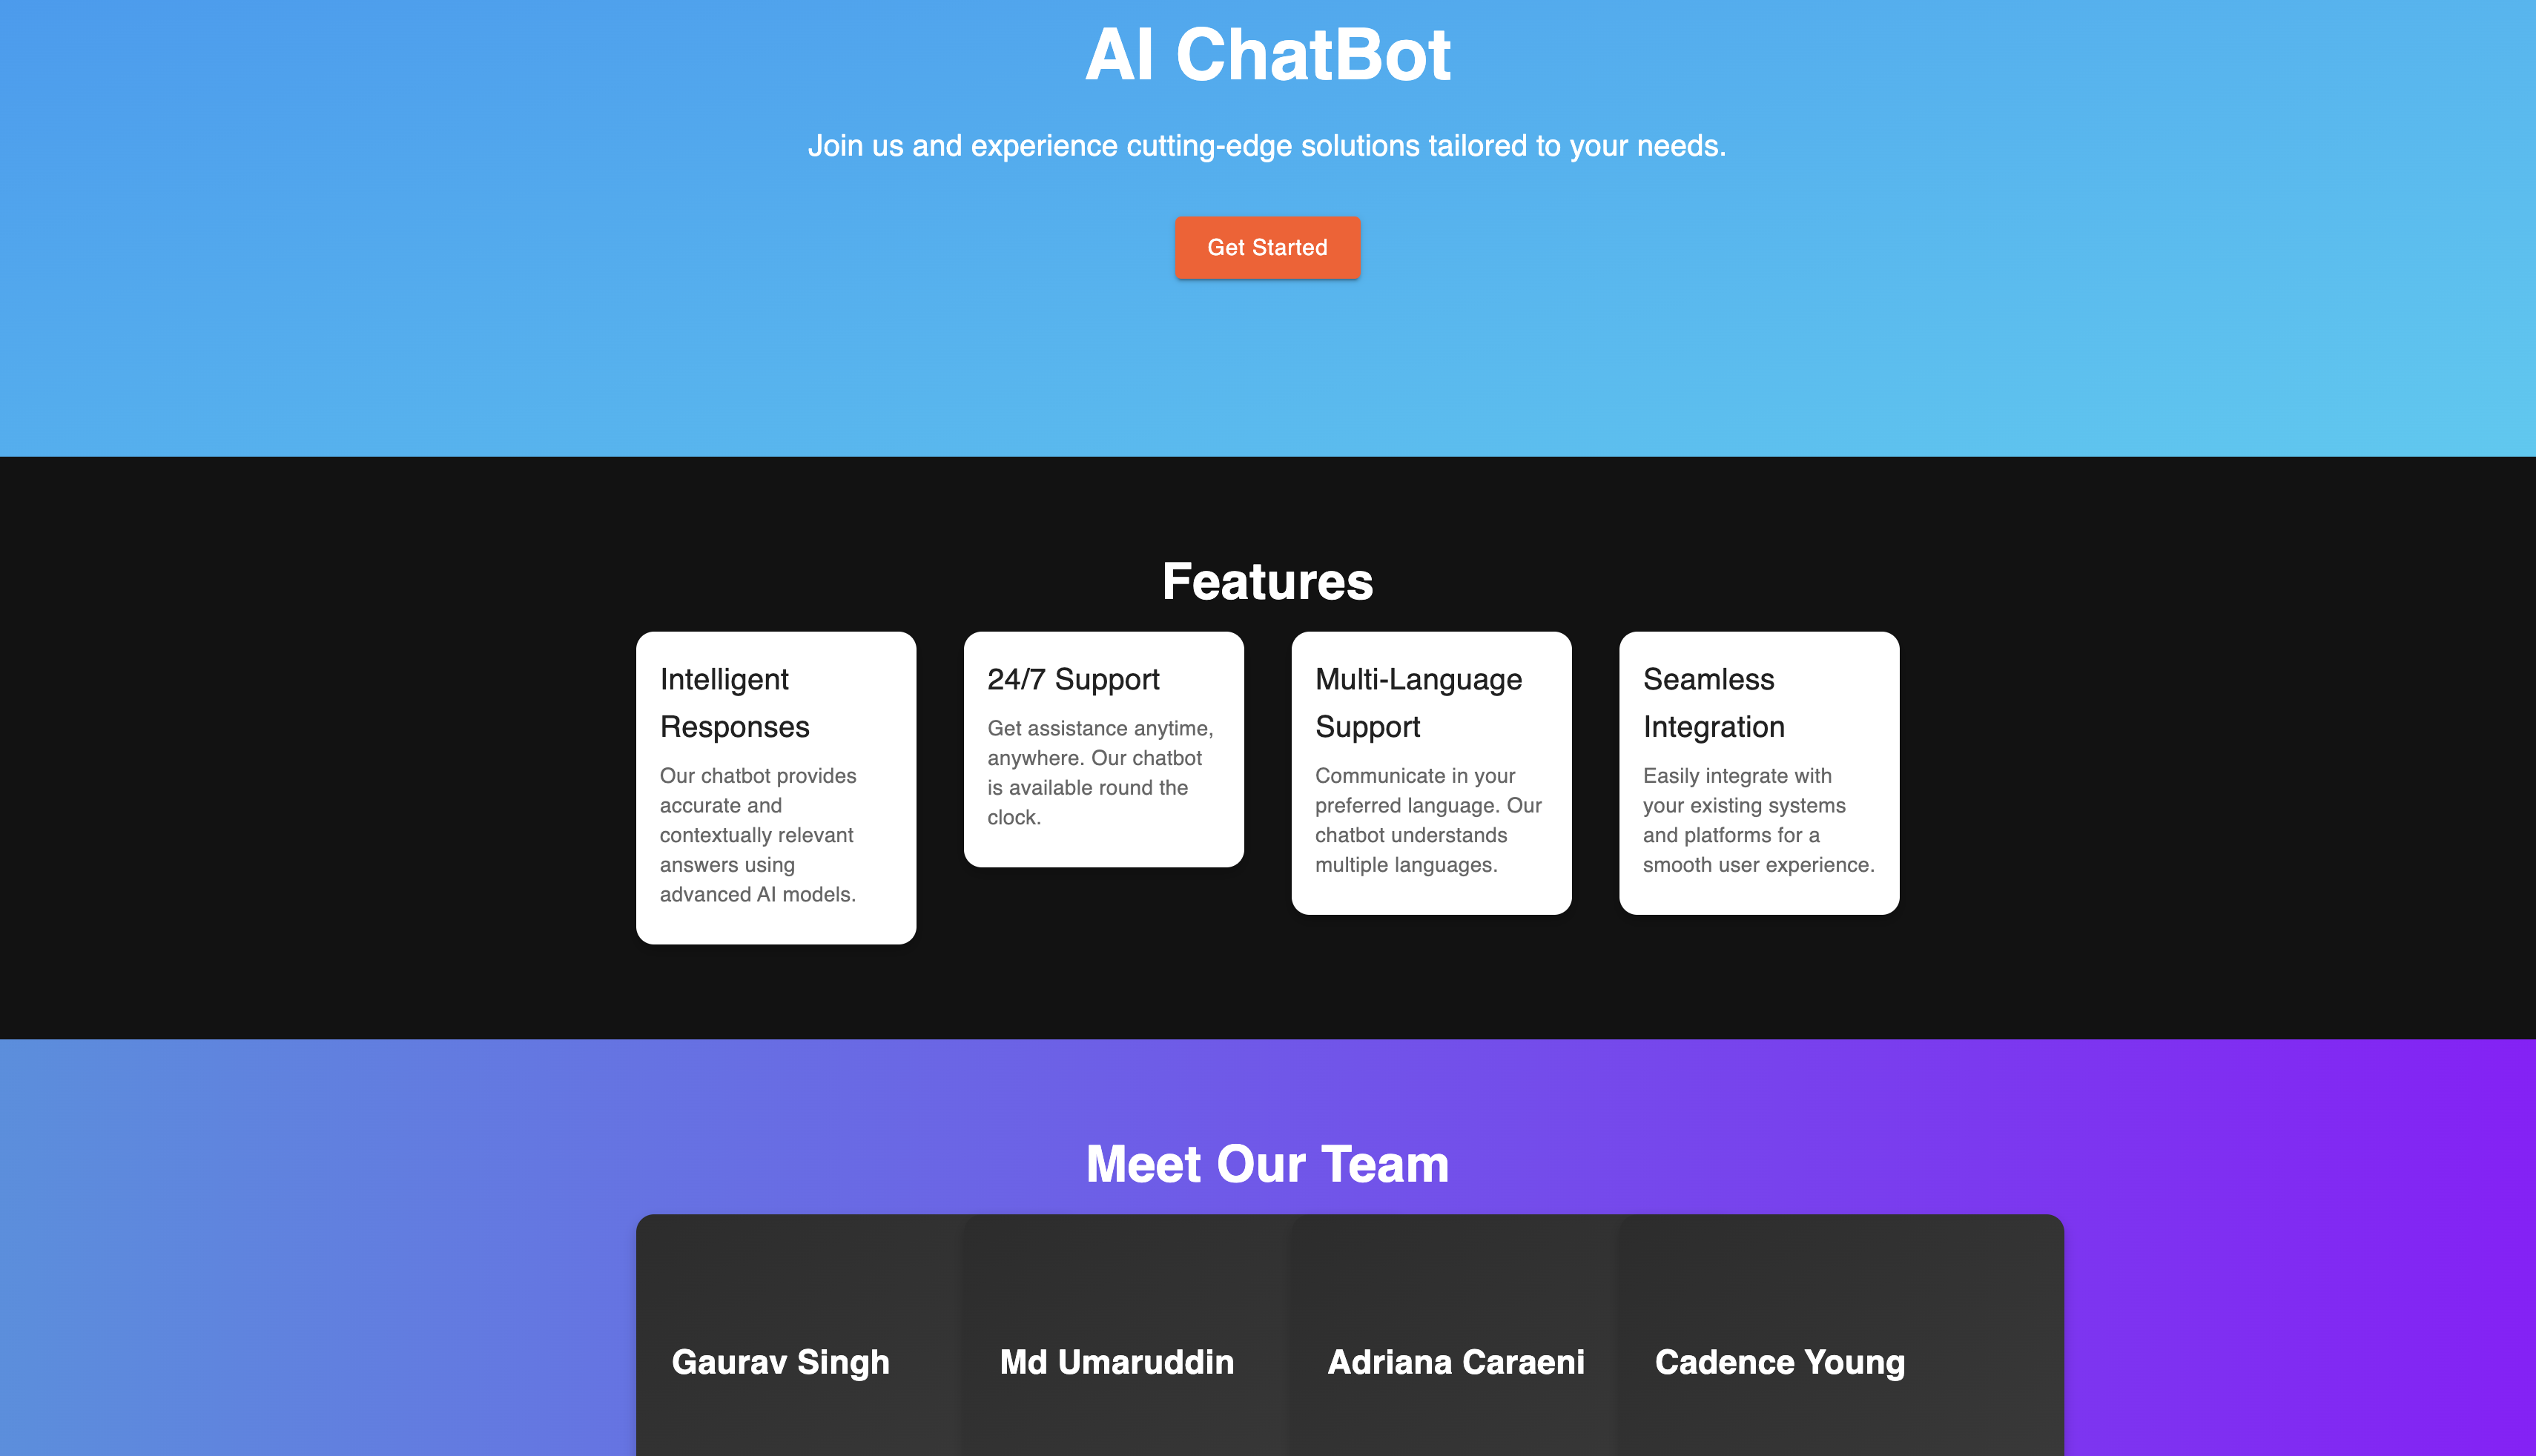 AI ChatBot
Join us and experience cutting-edge solutions tailored to your needs.
Get Started
Features
Intelligent
Responses
Our chatbot provides
accurate and
contextually relevant
answers using
advanced AI models.
24/7 Support
Get assistance anytime,
anywhere. Our chatbot
is available round the
clock.
Multi-Language
Support
Communicate in your
preferred language. Our
chatbot understands
multiple languages.
Seamless
Integration
Easily integrate with
your existing systems
and platforms for a
smooth user experience.
Meet Our Team
Gaurav Singh
Md Umaruddin
Adriana Caraeni
Cadence Young